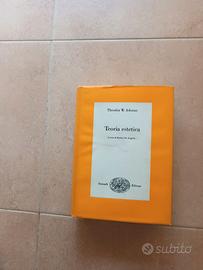 Theodor W. Adorno
Teoria estetica
Einaudi Editore
subito